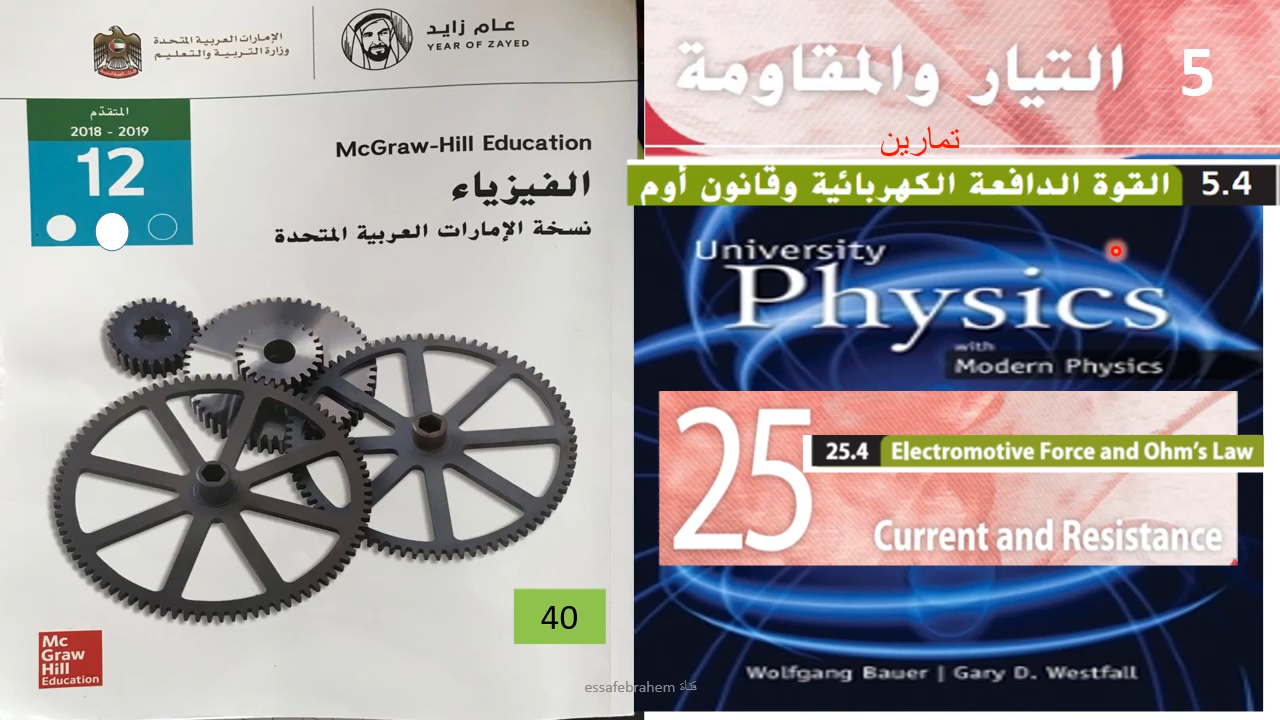 الإمارات العربية المتحدة
وزارة التربية والتعليم
عام زايد
YEAR OF ZAYED
المتقدّم
2018 - 2019
12
McGraw-Hill Education
الفيزياء
نسخة الإمارات العربية المتحدة
40
Mc
Graw
Hill
Education
5 التيار والمقاومة
تمارين
5.4 القوة الدافعة الكهربائية وقانون أوم
University
Physics
with
Modern Physics
25
25.4 Electromotive Force and Ohm's Law
Current and Resistance
Wolfgang Bauer | Gary D. Westfall
قناة essafebrahem